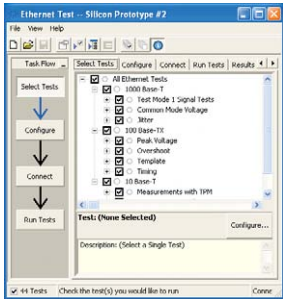 Ethernet Test -- Silicon Prototype #2
File View Help
Task Flow
Select Tests Configure Connect Run Tests Results
Select Tests
Configure
Connect
Run Tests
All Ethernet Tests
1000 Base-T
Test Mode 1 Signal Tests
Common Mode Voltage
Jitter
100 Base-TX
Peak Voltage
Overshoot
Template
Timing
10 Base-T
Measurements with TPM
Test: (None Selected)
Configure...
Description: (Select a Single Test)
44 Tests Check the test(s) you would like to run Conne